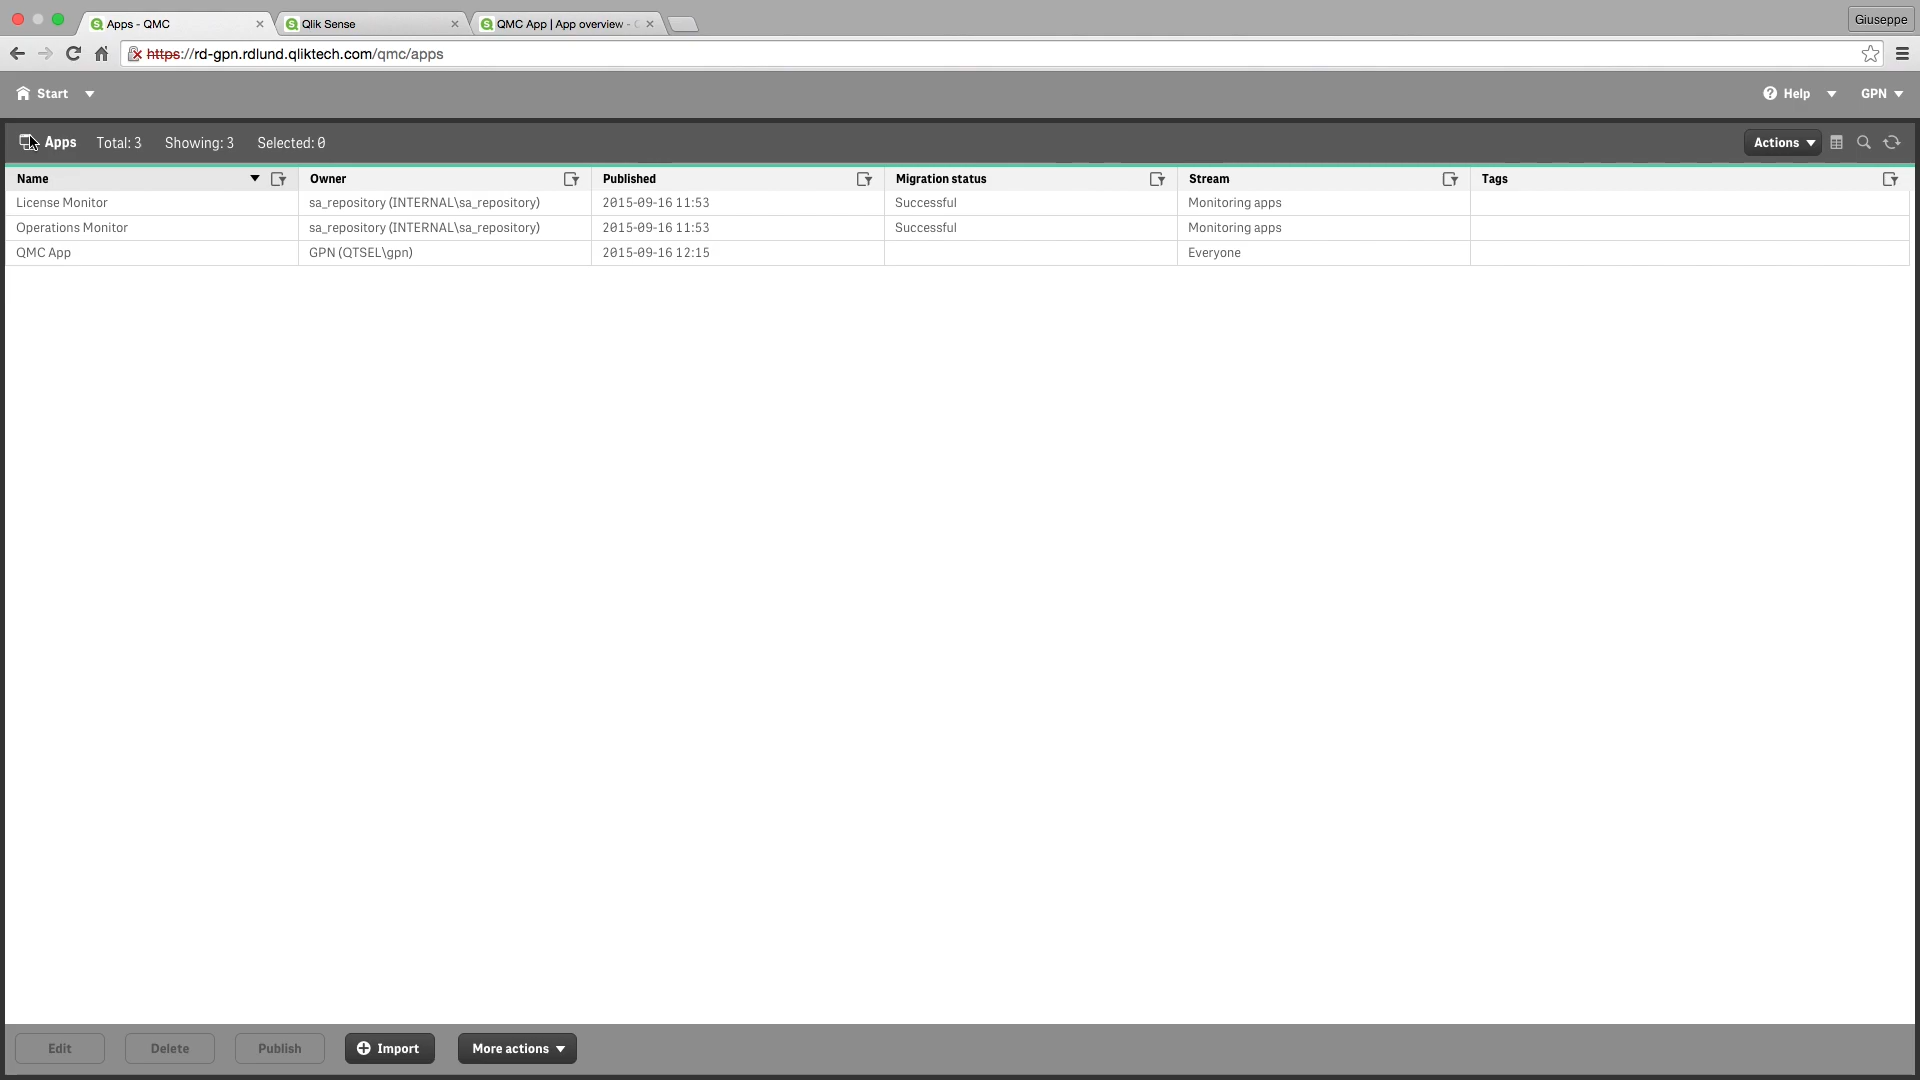 Apps - QMC
Qlik Sense
QMC App | App overview -
Giuseppe
https://rd-gpn.rdlund.qliktech.com/qmc/apps
Start
Help
GPN
Apps Total: 3 Showing: 3 Selected: 0
Actions
Name Owner Published Migration status Stream Tags
License Monitor sa_repository (INTERNAL\sa_repository) 2015-09-16 11:53 Successful Monitoring apps
Operations Monitor sa_repository (INTERNAL\sa_repository) 2015-09-16 11:53 Successful Monitoring apps
QMC App GPN (QTSEL\gpn) 2015-09-16 12:15 Everyone
Edit Delete Publish Import More actions